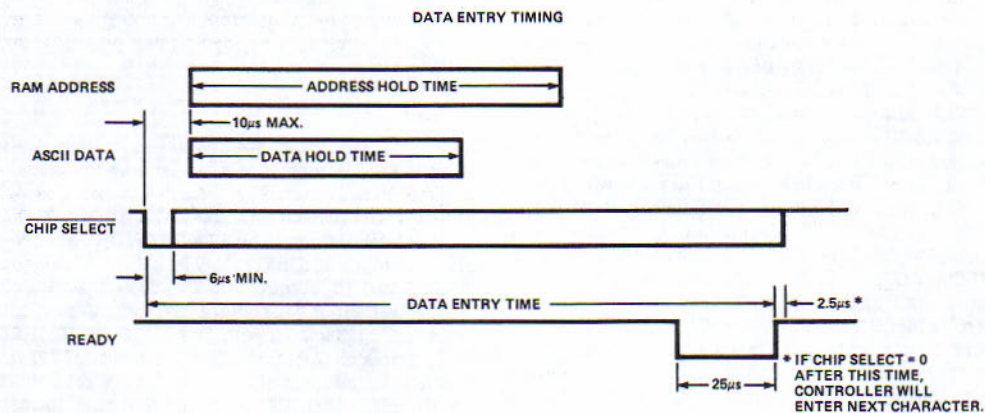 DATA ENTRY TIMING
RAM ADDRESS
ADDRESS HOLD TIME
10µs MAX.
ASCII DATA
DATA HOLD TIME
CHIP SELECT
6µs MIN.
DATA ENTRY TIME
2.5µs *
READY
25µs
* IF CHIP SELECT = 0
AFTER THIS TIME,
CONTROLLER WILL
ENTER NEXT CHARACTER.